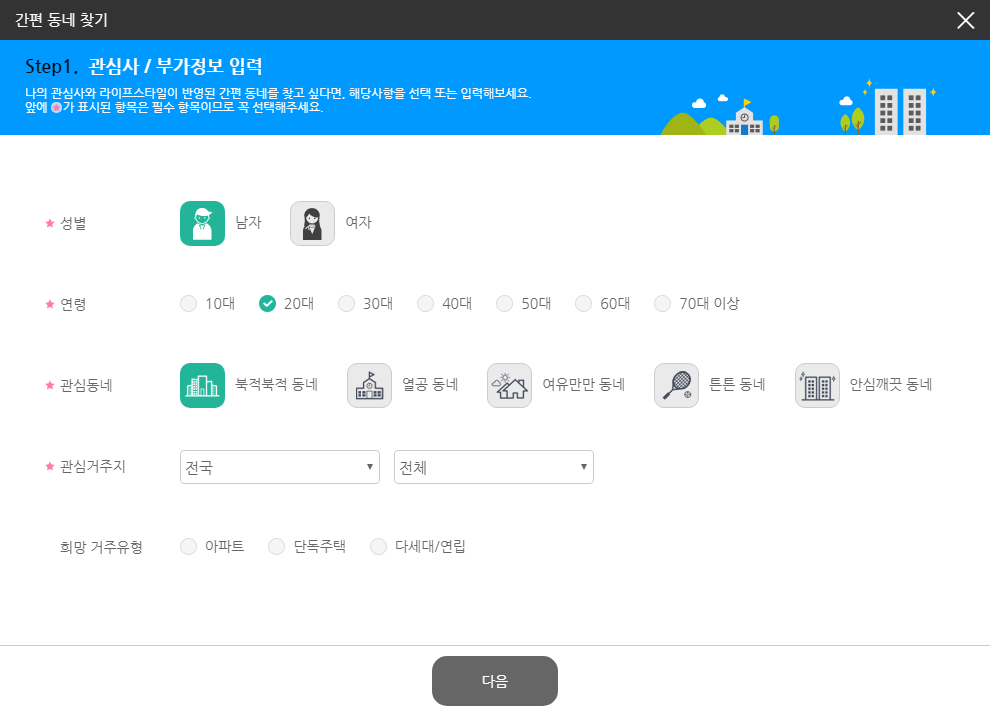 간편 동네 찾기
Step1. 관심사 / 부가정보 입력
나의 관심사와 라이프스타일이 반영된 간편 동네를 찾고 싶다면, 해당사항을 선택 또는 입력해보세요.
앞에 가 표시된 항목은 필수 항목이므로 꼭 선택해주세요.
성별 남자 여자
연령 10대 20대 30대 40대 50대 60대 70대 이상
관심동네 북적북적 동네 열공 동네 여유만만 동네 튼튼 동네 안심깨끗 동네
관심거주지 전국 전체
희망 거주유형 아파트 단독주택 다세대/연립
다음